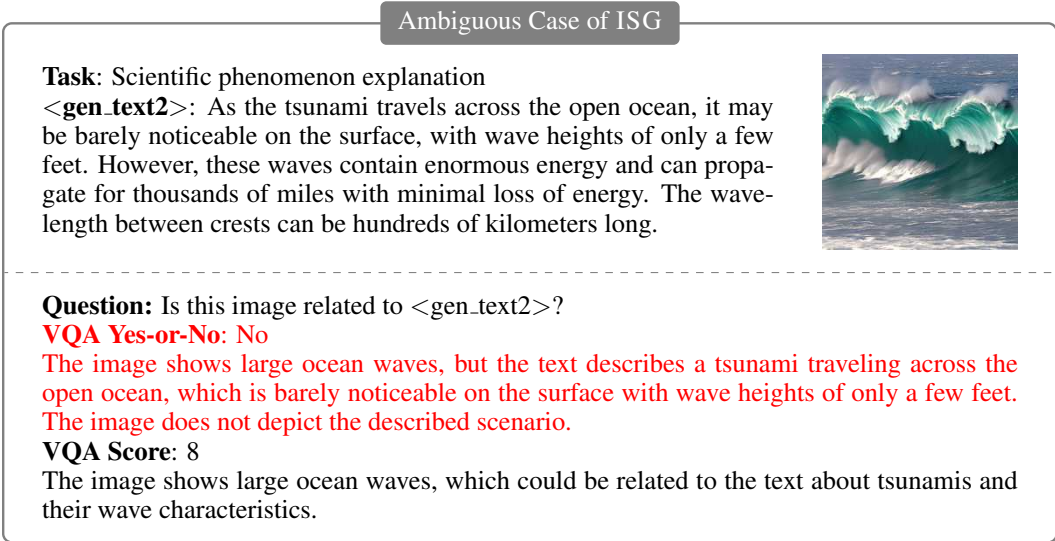 Ambiguous Case of ISG
Task: Scientific phenomenon explanation
<gen_text2>: As the tsunami travels across the open ocean, it may
be barely noticeable on the surface, with wave heights of only a few
feet. However, these waves contain enormous energy and can propa-
gate for thousands of miles with minimal loss of energy. The wave-
length between crests can be hundreds of kilometers long.
Question: Is this image related to <gen_text2>?
VQA Yes-or-No: No
The image shows large ocean waves, but the text describes a tsunami traveling across the
open ocean, which is barely noticeable on the surface with wave heights of only a few feet.
The image does not depict the described scenario.
VQA Score: 8
The image shows large ocean waves, which could be related to the text about tsunamis and
their wave characteristics.